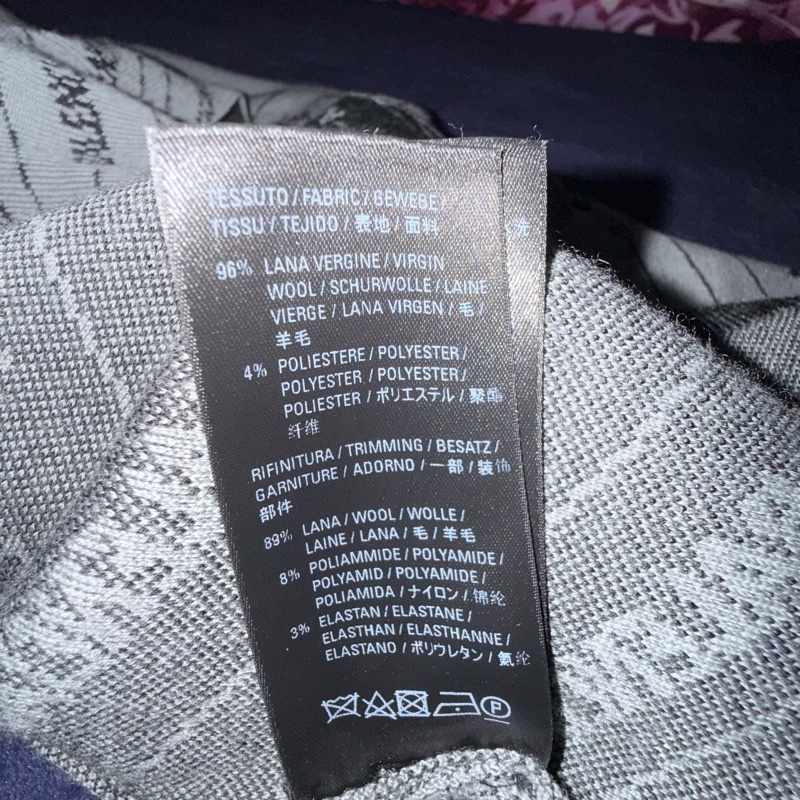 TESSUTO / FABRIC / GEWEBE /
TISSU / TEJIDO / 表地 / 面料
96% LANA VERGINE / VIRGIN
WOOL / SCHURWOLLE / LAINE
VIERGE / LANA VIRGEN / 毛 /
羊毛
4% POLIESTERE / POLYESTER /
POLYESTER / POLYESTER /
POLIESTER / ポリエステル / 聚酯
纤维
RIFINITURA / TRIMMING / BESATZ /
GARNITURE / ADORNO / 一部 / 装饰
部件
89% LANA / WOOL / WOLLE /
LAINE / LANA / 毛 / 羊毛
8% POLIAMMIDE / POLYAMIDE /
POLYAMID / POLYAMIDE /
POLIAMIDA / ナイロン / 锦纶
3% ELASTAN / ELASTANE /
ELASTHAN / ELASTHANNE /
ELASTANO / ポリウレタン / 氨纶
P